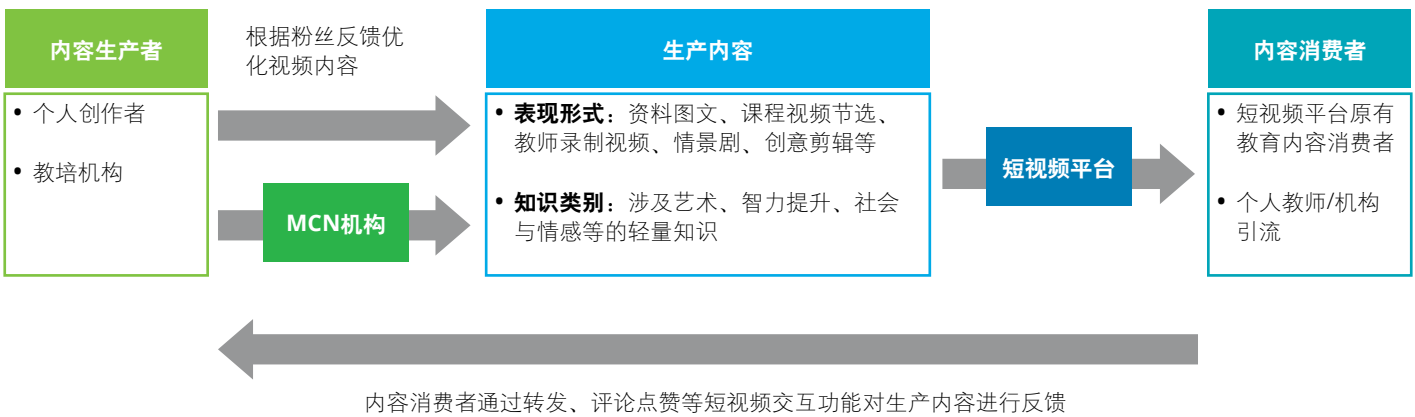 内容生产者
• 个人创作者
• 教培机构
根据粉丝反馈优
化视频内容
MCN机构
生产内容
• 表现形式：资料图文、课程视频节选、
教师录制视频、情景剧、创意剪辑等
• 知识类别：涉及艺术、智力提升、社会
与情感等的轻量知识
短视频平台
内容消费者
• 短视频平台原有
教育内容消费者
• 个人教师/机构
引流
内容消费者通过转发、评论点赞等短视频交互功能对生产内容进行反馈